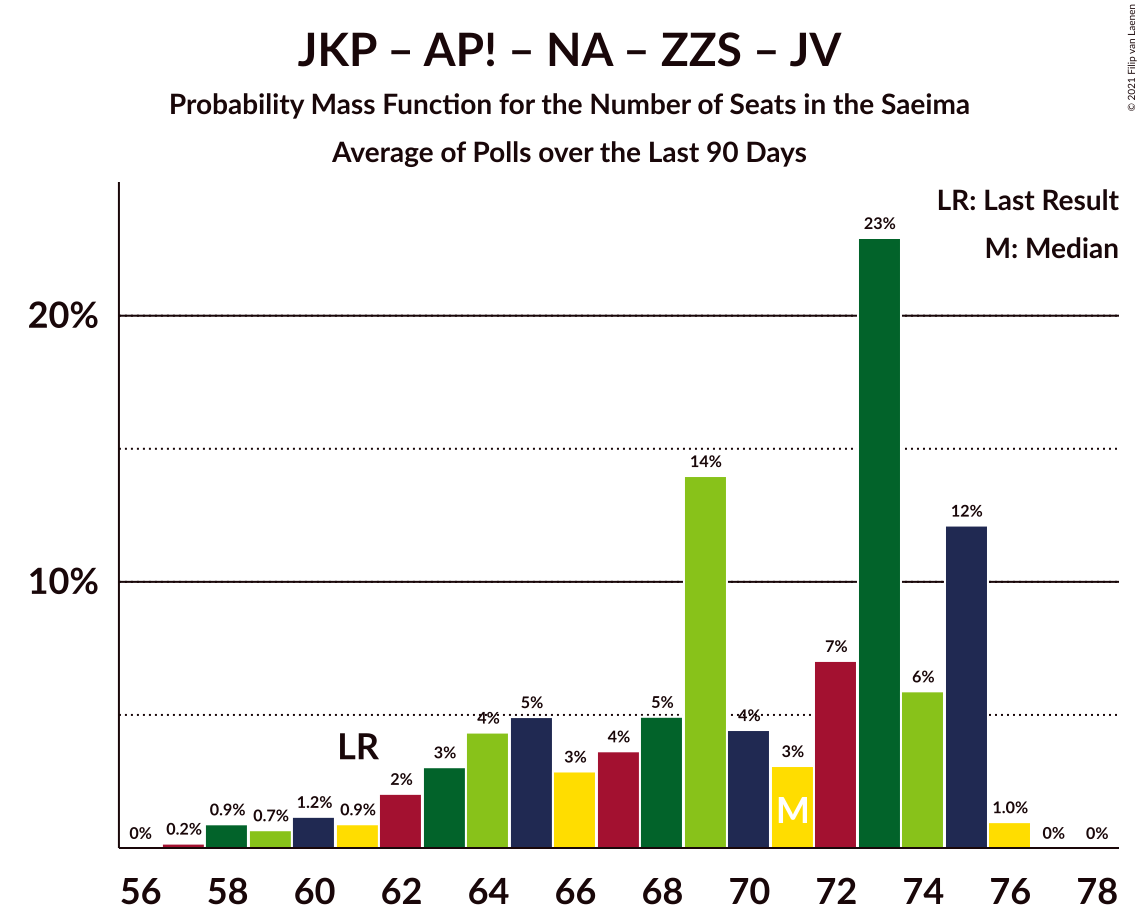 JKP – AP! – NA – ZZS – JV
Probability Mass Function for the Number of Seats in the Saeima
Average of Polls over the Last 90 Days
© 2021 Filip van Laenen
LR: Last Result
M: Median
20%
10%
0%
0.2%
0.9%
0.7%
1.2%
0.9%
2%
3%
4%
5%
3%
4%
5%
14%
4%
3%
7%
23%
6%
12%
1.0%
0%
0%
LR
M
56 58 60 62 64 66 68 70 72 74 76 78